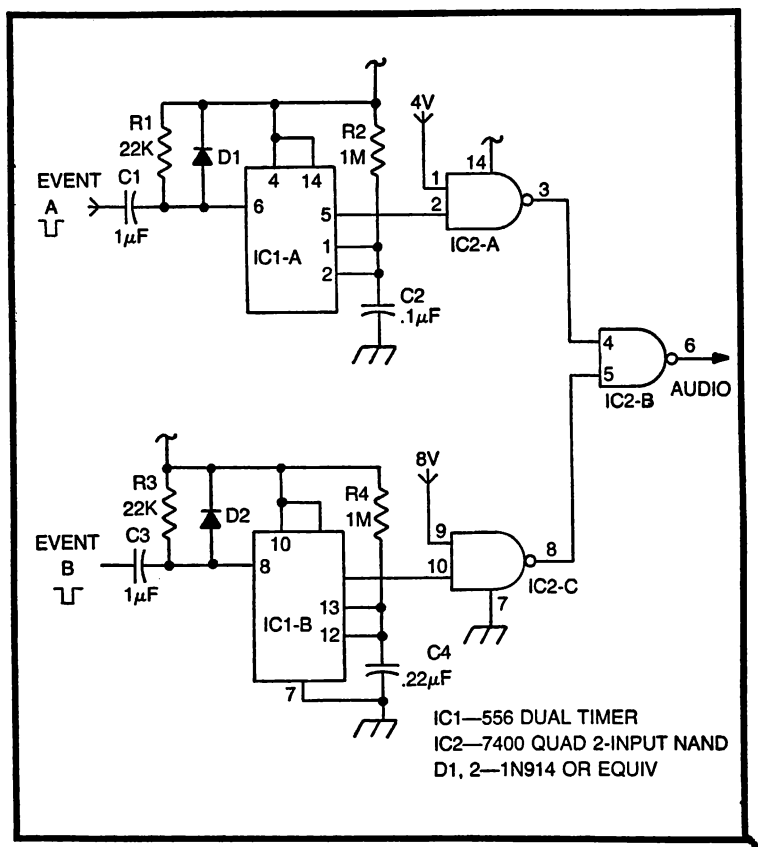 R1
22K
D1
R2
1M
4V
14
EVENT
A
C1
1µF
4 14
6
5
1
2
IC1-A
1
2
3
IC2-A
C2
.1µF
4
5
6
AUDIO
IC2-B
R3
22K
D2
R4
1M
8V
EVENT
B
C3
1µF
10
8
13
12
IC1-B
7
9
10
8
7
IC2-C
C4
.22µF
IC1—556 DUAL TIMER
IC2—7400 QUAD 2-INPUT NAND
D1, 2—1N914 OR EQUIV